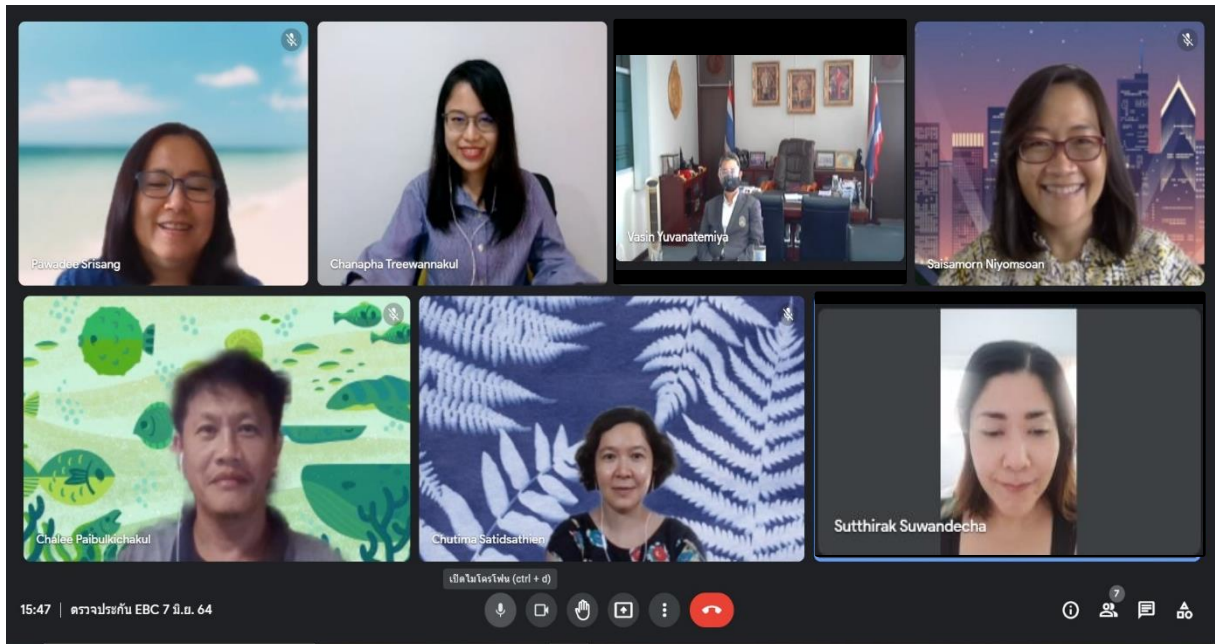 Pawadee Srisang
Chanapha Treewannakul
Vasin Yuvanatemiya
Saisamorn Niyomsoan
Chalee Paibulkichakul
Chutima Satidsathien
Sutthirak Suwandecha
เปิดไมโครโฟน (ctrl + d)
15:47 | ตรวจประกัน EBC 7 มิ.ย. 64
7